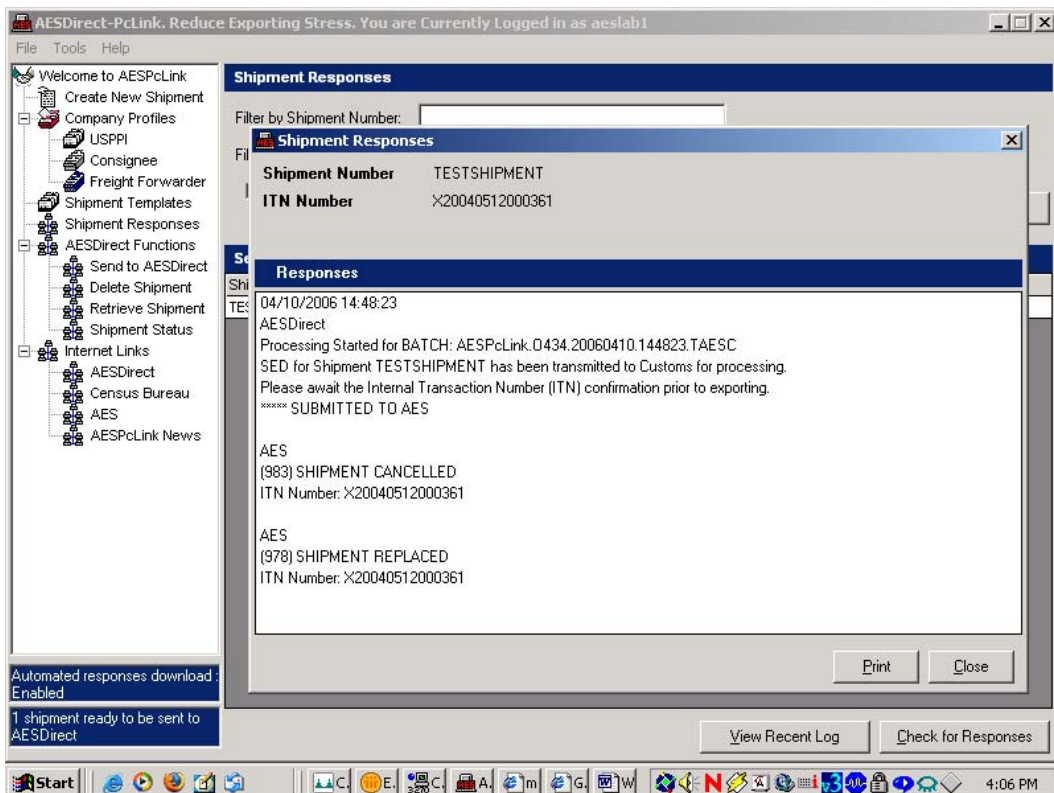 AESDirect-PcLink. Reduce Exporting Stress. You are Currently Logged in as aeslab1
File Tools Help
Welcome to AESPcLink
Create New Shipment
Company Profiles
USPPI
Consignee
Freight Forwarder
Shipment Templates
Shipment Responses
AESDirect Functions
Send to AESDirect
Delete Shipment
Retrieve Shipment
Shipment Status
Internet Links
AESDirect
Census Bureau
AES
AESPcLink News
Automated responses download :
Enabled
1 shipment ready to be sent to
AESDirect
Shipment Responses
Filter by Shipment Number:
Fil
Se
Shi
TES
Shipment Responses
Shipment Number TESTSHIPMENT
ITN Number X20040512000361
Responses
04/10/2006 14:48:23
AESDirect
Processing Started for BATCH: AESPcLink.O434.20060410.144823.TAESC
SED for Shipment TESTSHIPMENT has been transmitted to Customs for processing.
Please await the Internal Transaction Number (ITN) confirmation prior to exporting.
***** SUBMITTED TO AES
AES
(983) SHIPMENT CANCELLED
ITN Number: X20040512000361
AES
(978) SHIPMENT REPLACED
ITN Number: X20040512000361
Print Close
View Recent Log Check for Responses
Start C. E. C. A. m G. W 4:06 PM